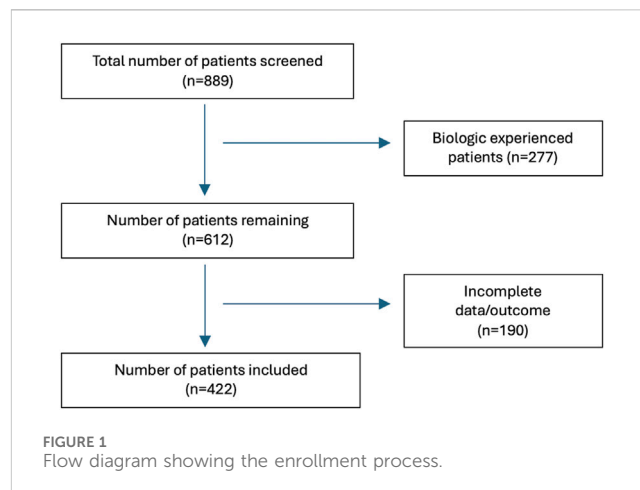 Total number of patients screened
(n=889)
Biologic experienced
patients (n=277)
Number of patients remaining
(n=612)
Incomplete
data/outcome
(n=190)
Number of patients included
(n=422)
FIGURE 1
Flow diagram showing the enrollment process.